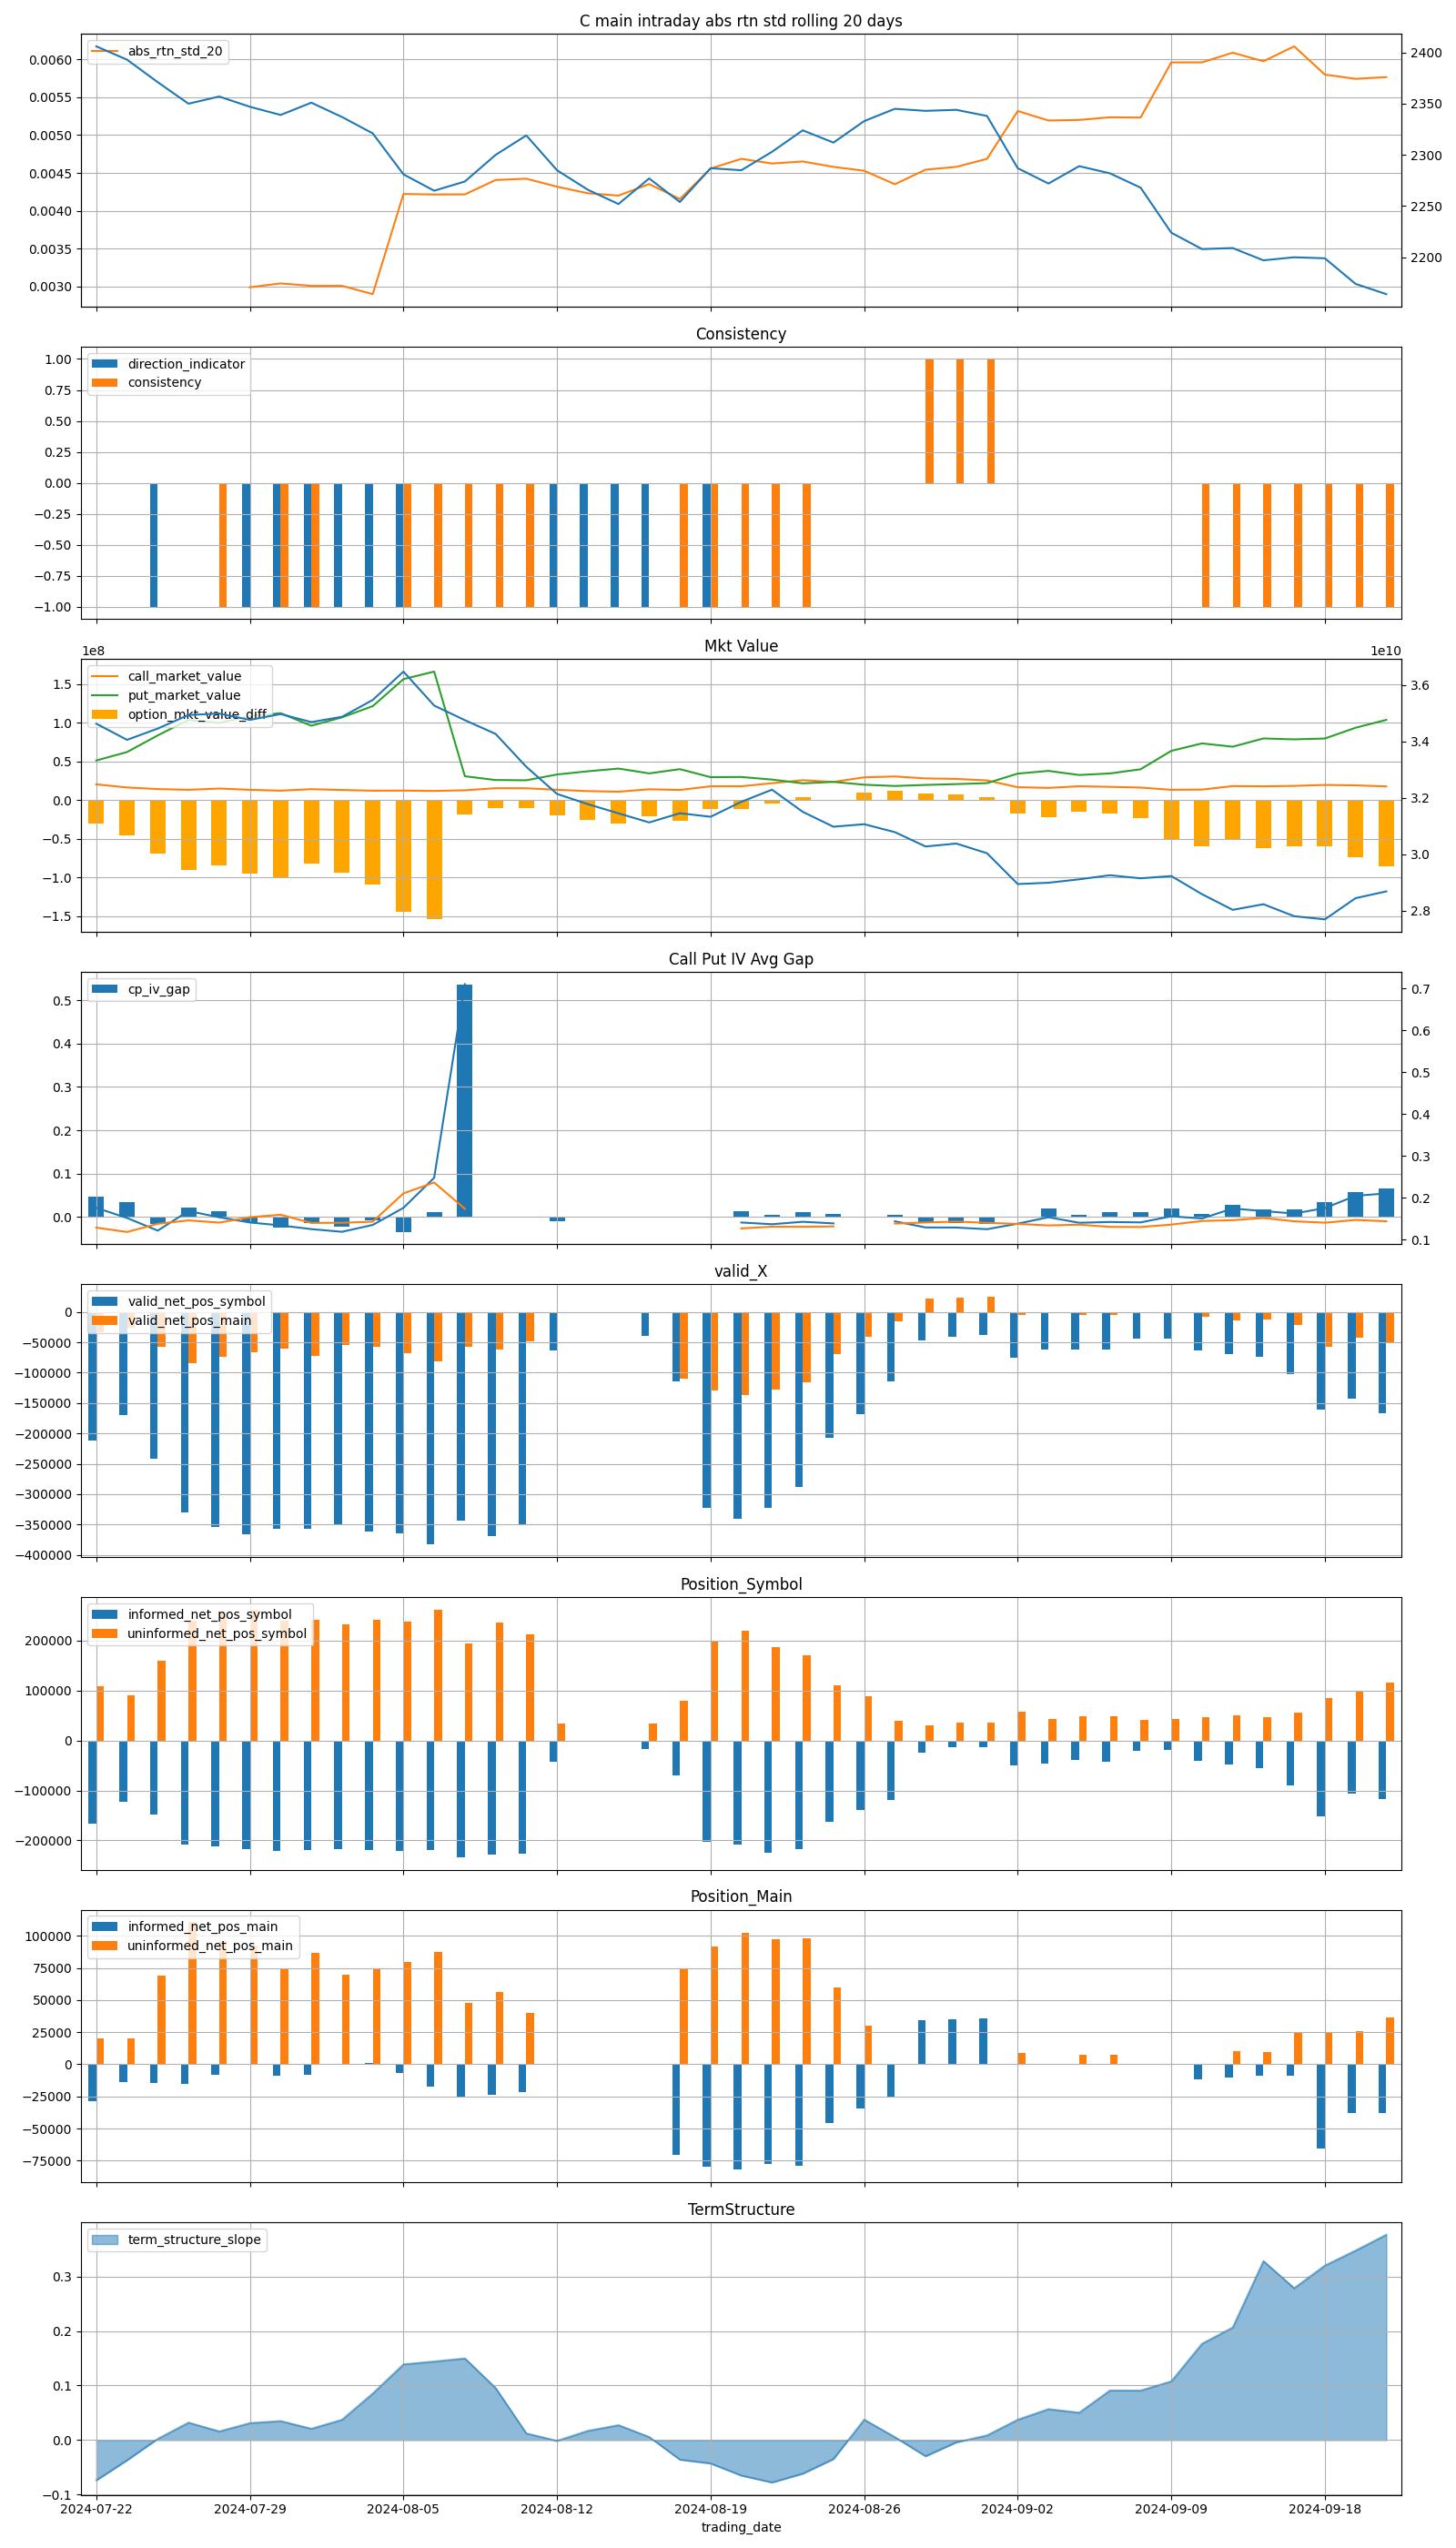 C main intraday abs rtn std rolling 20 days
abs_rtn_std_20
0.0060
0.0055
0.0050
0.0045
0.0040
0.0035
0.0030
2400
2350
2300
2250
2200
Consistency
direction_indicator
consistency
1.00
0.75
0.50
0.25
0.00
−0.25
−0.50
−0.75
−1.00
Mkt Value
1e8
1e10
call_market_value
put_market_value
option_mkt_value_diff
1.5
1.0
0.5
0.0
−0.5
−1.0
−1.5
3.6
3.4
3.2
3.0
2.8
Call Put IV Avg Gap
cp_iv_gap
0.5
0.4
0.3
0.2
0.1
0.0
0.7
0.6
0.5
0.4
0.3
0.2
0.1
valid_X
valid_net_pos_symbol
valid_net_pos_main
0
−50000
−100000
−150000
−200000
−250000
−300000
−350000
−400000
Position_Symbol
informed_net_pos_symbol
uninformed_net_pos_symbol
200000
100000
0
−100000
−200000
Position_Main
informed_net_pos_main
uninformed_net_pos_main
100000
75000
50000
25000
0
−25000
−50000
−75000
TermStructure
term_structure_slope
0.3
0.2
0.1
0.0
−0.1
2024-07-22 2024-07-29 2024-08-05 2024-08-12 2024-08-19 2024-08-26 2024-09-02 2024-09-09 2024-09-18
trading_date